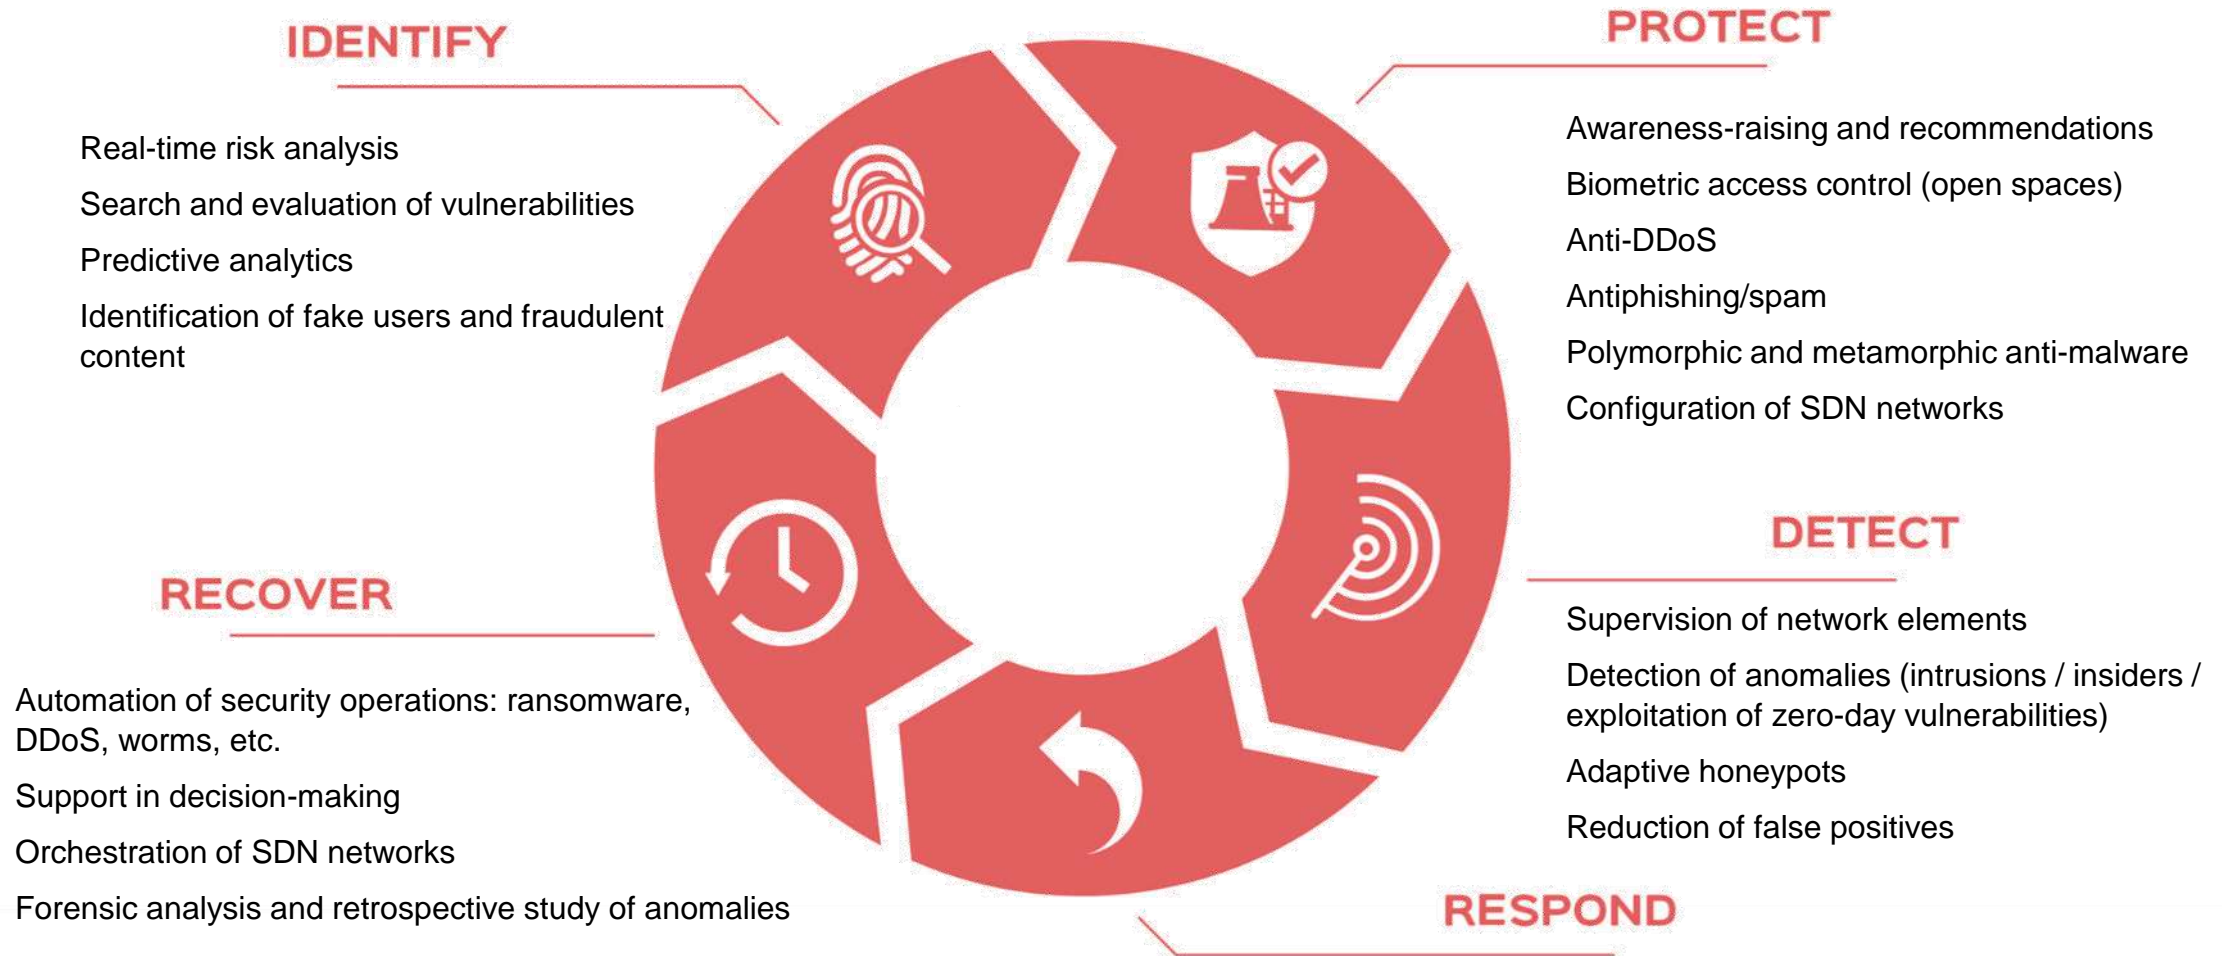 IDENTIFY
Real-time risk analysis
Search and evaluation of vulnerabilities
Predictive analytics
Identification of fake users and fraudulent
content
PROTECT
Awareness-raising and recommendations
Biometric access control (open spaces)
Anti-DDoS
Antiphishing/spam
Polymorphic and metamorphic anti-malware
Configuration of SDN networks
DETECT
Supervision of network elements
Detection of anomalies (intrusions / insiders /
exploitation of zero-day vulnerabilities)
Adaptive honeypots
Reduction of false positives
RESPOND
RECOVER
Automation of security operations: ransomware,
DDoS, worms, etc.
Support in decision-making
Orchestration of SDN networks
Forensic analysis and retrospective study of anomalies